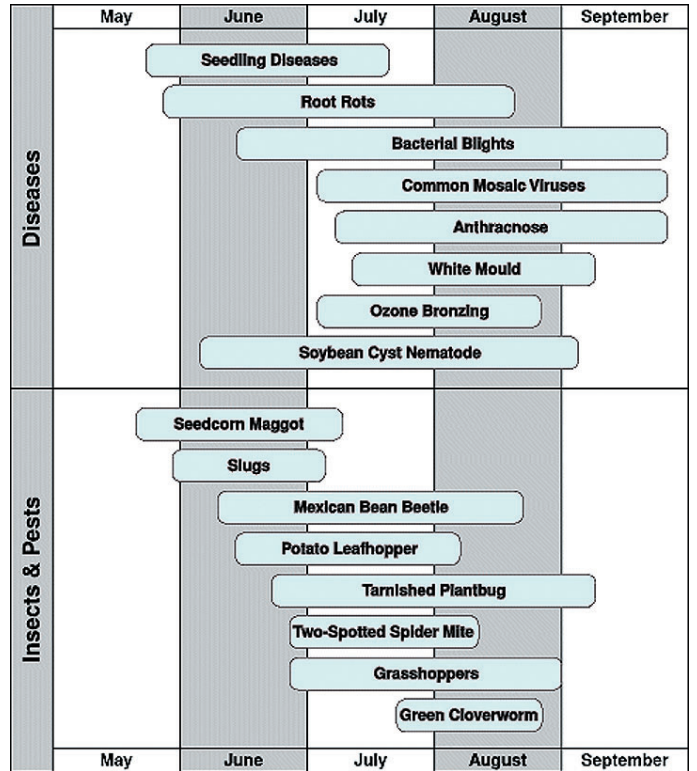 May June July August September
Diseases
Seedling Diseases
Root Rots
Bacterial Blights
Common Mosaic Viruses
Anthracnose
White Mould
Ozone Bronzing
Soybean Cyst Nematode
Insects & Pests
Seedcorn Maggot
Slugs
Mexican Bean Beetle
Potato Leafhopper
Tarnished Plantbug
Two-Spotted Spider Mite
Grasshoppers
Green Cloverworm
May June July August September